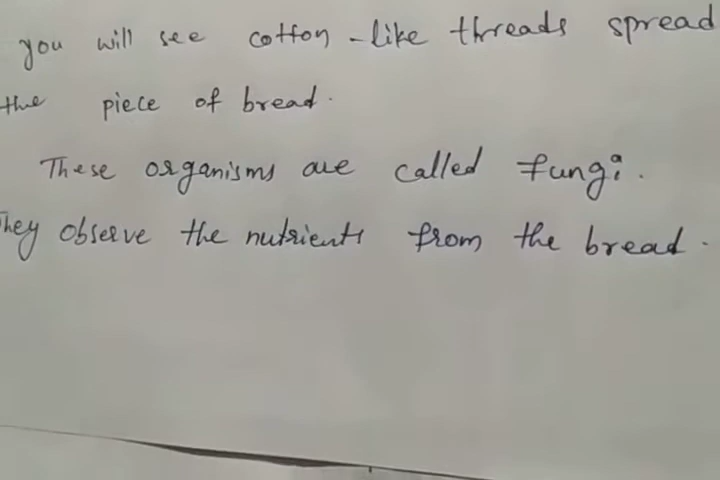 you will see cotton-like threads spread
the piece of bread.
These organisms are called fungi.
They observe the nutrients from the bread.